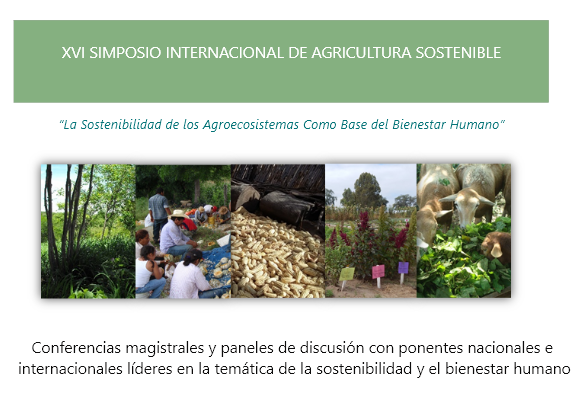 XVI SIMPOSIO INTERNACIONAL DE AGRICULTURA SOSTENIBLE
“La Sostenibilidad de los Agroecosistemas Como Base del Bienestar Humano”
Conferencias magistrales y paneles de discusión con ponentes nacionales e
internacionales líderes en la temática de la sostenibilidad y el bienestar humano